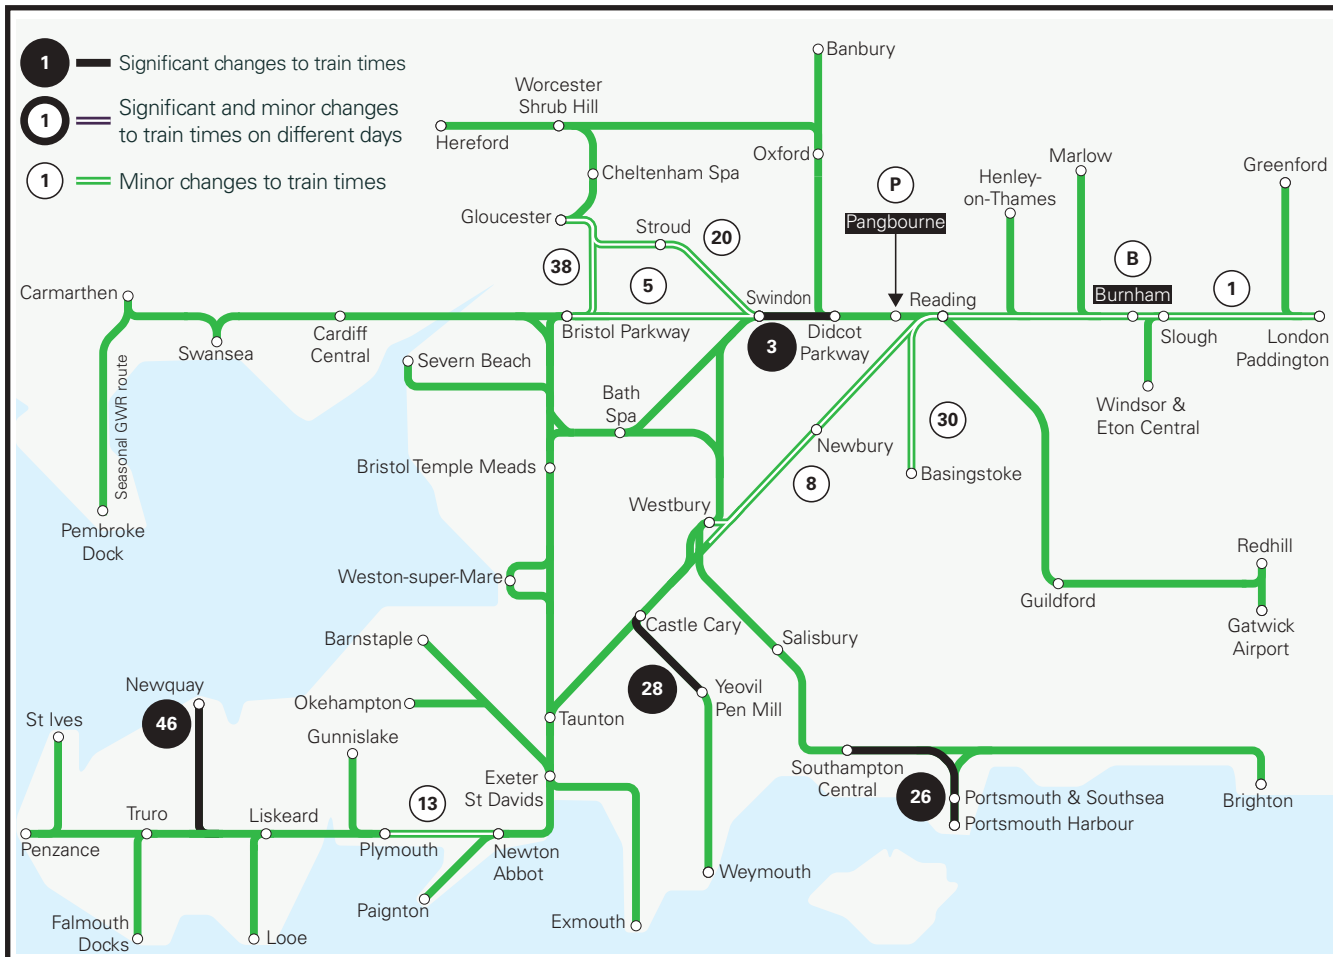 1
Significant changes to train times
1
Significant and minor changes
to train times on different days
1
Minor changes to train times
Banbury
Worcester
Shrub Hill
Hereford
Oxford
Cheltenham Spa
Marlow
Greenford
Henley-
on-Thames
P
Pangbourne
Gloucester
Stroud
20
38
5
B
Burnham
1
Carmarthen
Swindon
Reading
Cardiff
Central
Bristol Parkway
Didcot
Parkway
Slough
London
Paddington
Swansea
3
Severn Beach
Bath
Spa
Windsor &
Eton Central
Seasonal GWR route
30
Newbury
Bristol Temple Meads
Basingstoke
8
Westbury
Pembroke
Dock
Redhill
Weston-super-Mare
Guildford
Gatwick
Airport
Castle Cary
Salisbury
Barnstaple
Newquay
46
28
Yeovil
Pen Mill
Okehampton
St Ives
Taunton
Gunnislake
Southampton
Central
Exeter
St Davids
26
Portsmouth & Southsea
Portsmouth Harbour
Brighton
13
Truro
Liskeard
Penzance
Plymouth
Newton
Abbot
Weymouth
Paignton
Exmouth
Falmouth
Docks
Looe